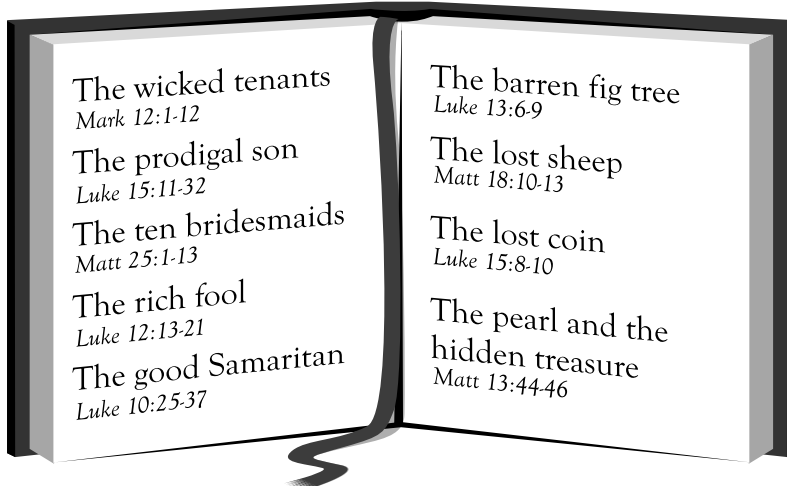 The wicked tenants
Mark 12:1-12
The prodigal son
Luke 15:11-32
The ten bridesmaids
Matt 25:1-13
The rich fool
Luke 12:13-21
The good Samaritan
Luke 10:25-37
The barren fig tree
Luke 13:6-9
The lost sheep
Matt 18:10-13
The lost coin
Luke 15:8-10
The pearl and the
hidden treasure
Matt 13:44-46